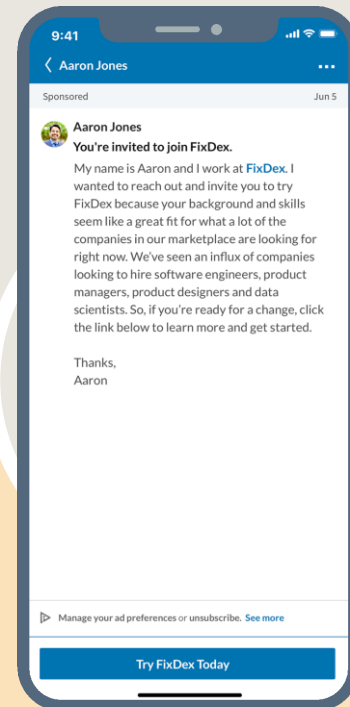 9:41
Aaron Jones
Sponsored Jun 5
Aaron Jones
You're invited to join FixDex.
My name is Aaron and I work at FixDex. I
wanted to reach out and invite you to try
FixDex because your background and skills
seem like a great fit for what a lot of the
companies in our marketplace are looking for
right now. We've seen an influx of companies
looking to hire software engineers, product
managers, product designers and data
scientists. So, if you're ready for a change, click
the link below to learn more and get started.
Thanks,
Aaron
Manage your ad preferences or unsubscribe. See more
Try FixDex Today